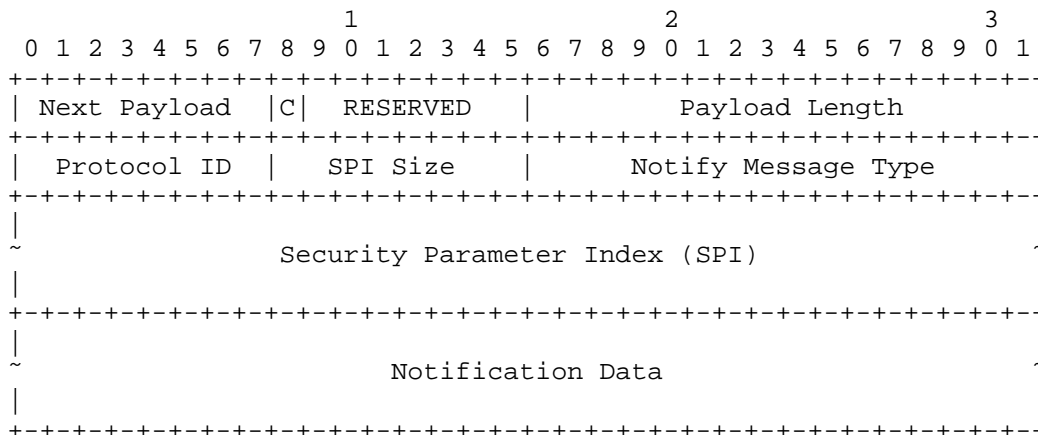 1                   2                   3
 0 1 2 3 4 5 6 7 8 9 0 1 2 3 4 5 6 7 8 9 0 1 2 3 4 5 6 7 8 9 0 1
+-+-+-+-+-+-+-+-+-+-+-+-+-+-+-+-+-+-+-+-+-+-+-+-+-+-+-+-+-+-+-+--
| Next Payload  |C|  RESERVED   |         Payload Length
+-+-+-+-+-+-+-+-+-+-+-+-+-+-+-+-+-+-+-+-+-+-+-+-+-+-+-+-+-+-+-+--
|  Protocol ID  |   SPI Size    |      Notify Message Type
+-+-+-+-+-+-+-+-+-+-+-+-+-+-+-+-+-+-+-+-+-+-+-+-+-+-+-+-+-+-+-+--
|
~                Security Parameter Index (SPI)                 ~
|
+-+-+-+-+-+-+-+-+-+-+-+-+-+-+-+-+-+-+-+-+-+-+-+-+-+-+-+-+-+-+-+--
|
~                       Notification Data                       ~
|
+-+-+-+-+-+-+-+-+-+-+-+-+-+-+-+-+-+-+-+-+-+-+-+-+-+-+-+-+-+-+-+--